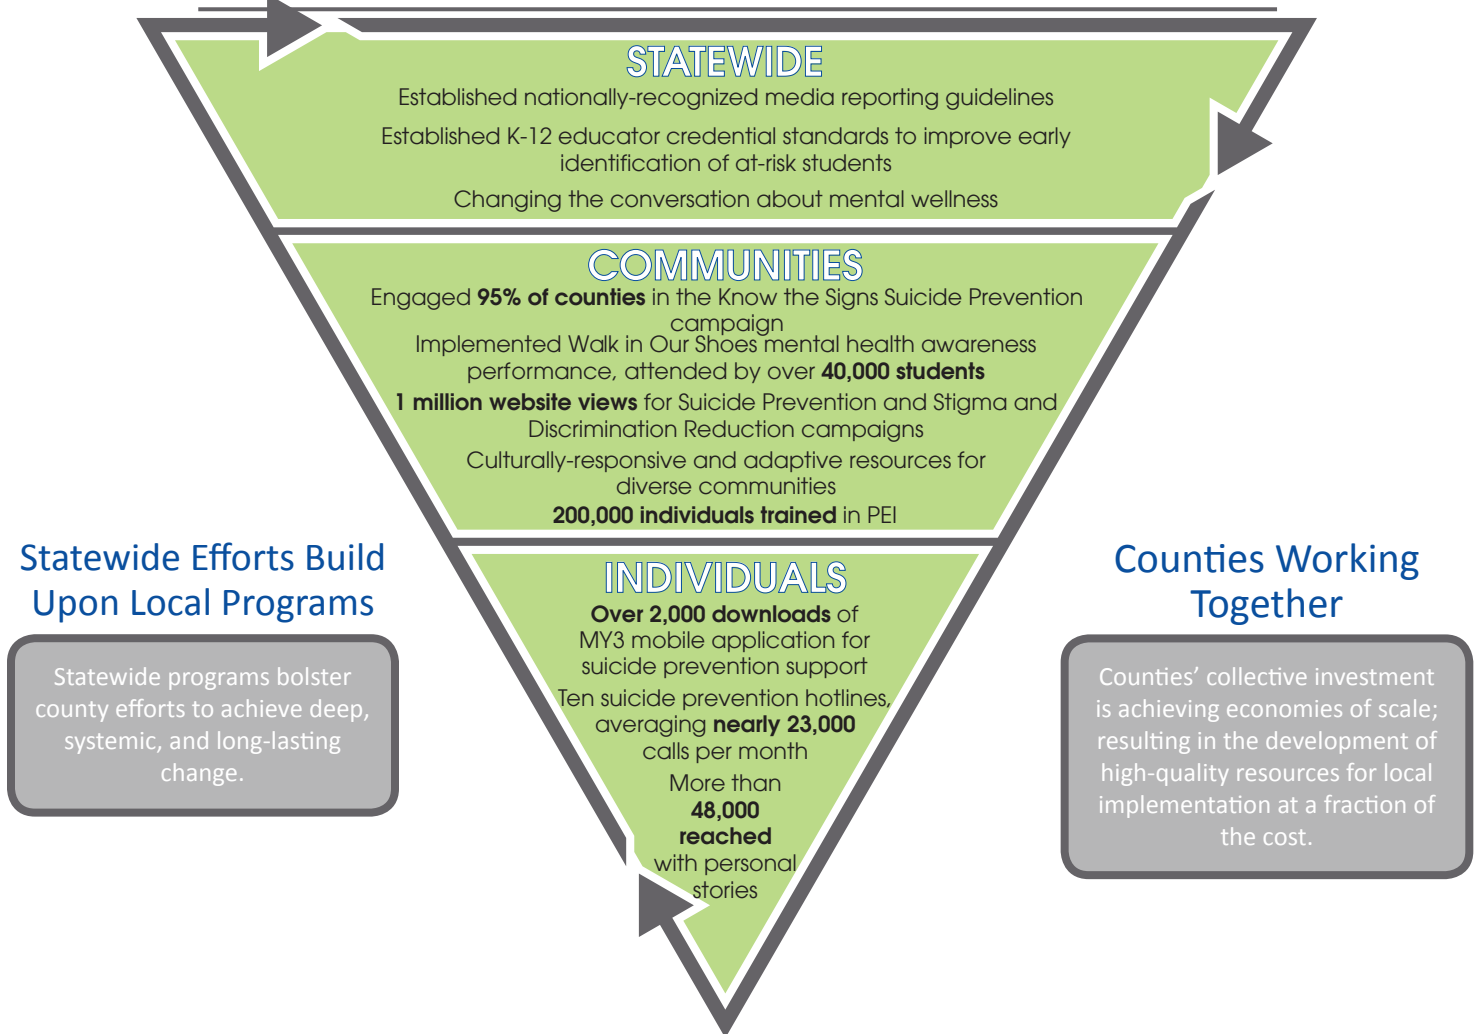 STATEWIDE
Established nationally-recognized media reporting guidelines
Established K-12 educator credential standards to improve early
identification of at-risk students
Changing the conversation about mental wellness
COMMUNITIES
Engaged 95% of counties in the Know the Signs Suicide Prevention
campaign
Implemented Walk in Our Shoes mental health awareness
performance, attended by over 40,000 students
1 million website views for Suicide Prevention and Stigma and
Discrimination Reduction campaigns
Culturally-responsive and adaptive resources for
diverse communities
200,000 individuals trained in PEI
INDIVIDUALS
Over 2,000 downloads of
MY3 mobile application for
suicide prevention support
Ten suicide prevention hotlines,
averaging nearly 23,000
calls per month
More than
48,000
reached
with personal
stories
Statewide Efforts Build
Upon Local Programs
Statewide programs bolster
county efforts to achieve deep,
systemic, and long-lasting
change.
Counties Working
Together
Counties’ collective investment
is achieving economies of scale;
resulting in the development of
high-quality resources for local
implementation at a fraction of
the cost.